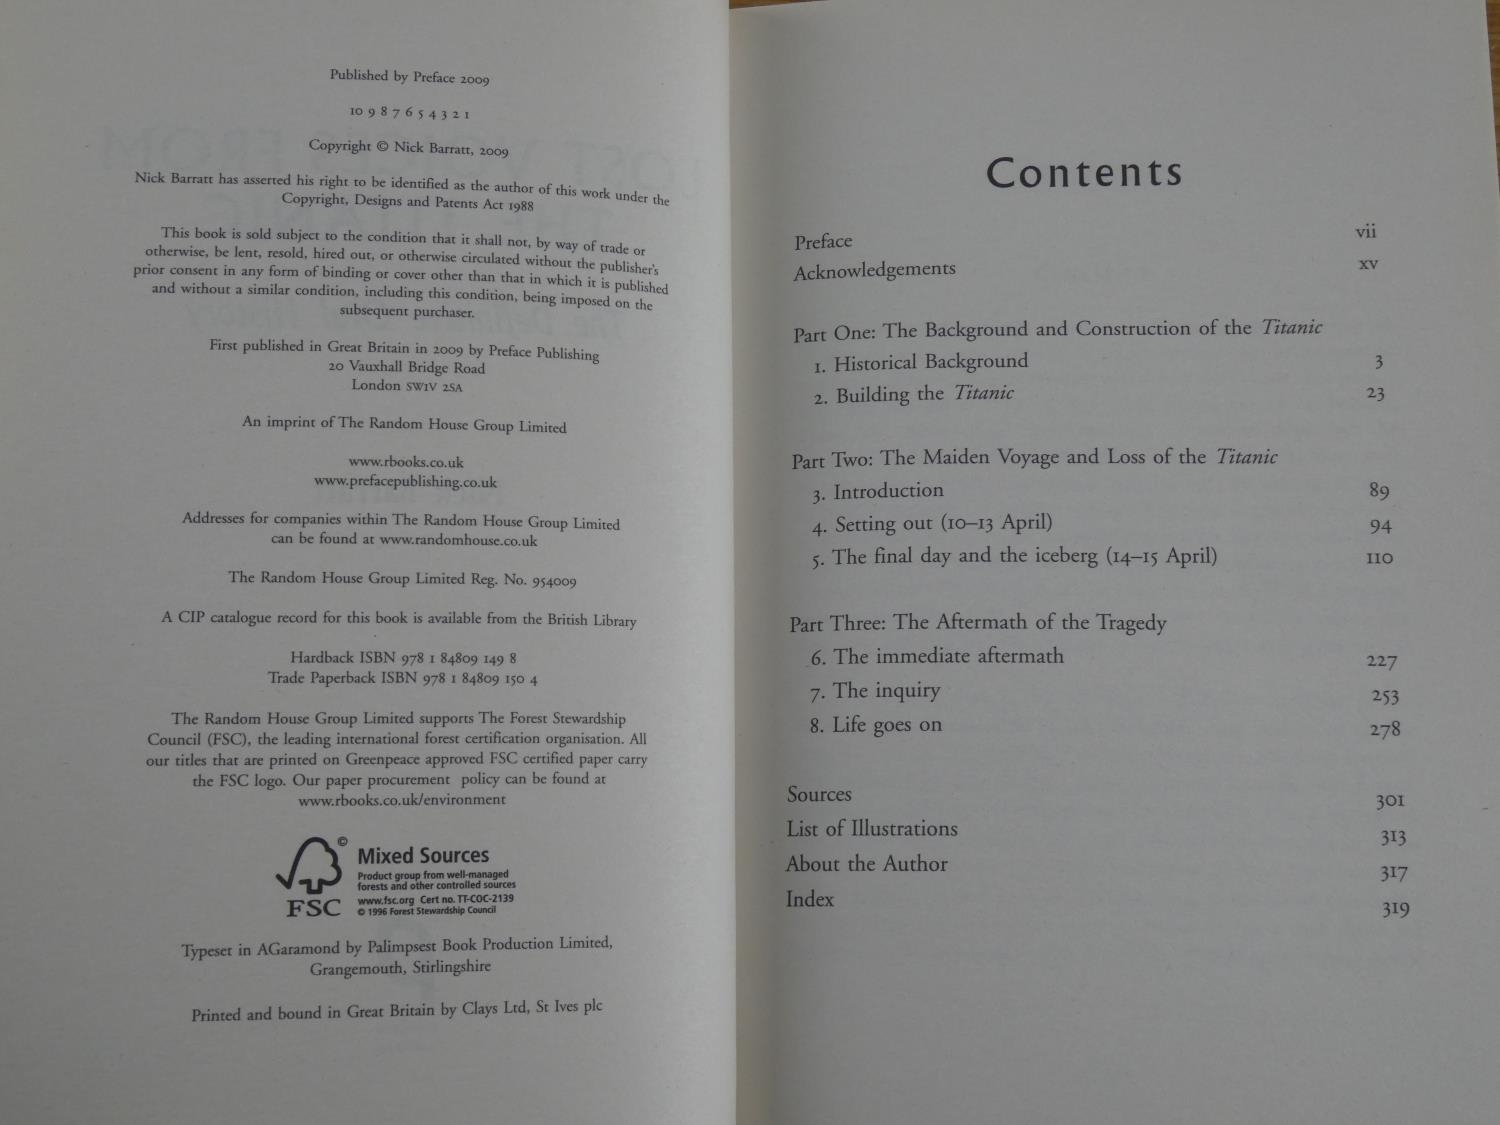 Published by Preface 2009
10 9 8 7 6 5 4 3 2 1
Copyright © Nick Barratt, 2009
Nick Barratt has asserted his right to be identified as the author of this work under the
Copyright, Designs and Patents Act 1988
This book is sold subject to the condition that it shall not, by way of trade or
otherwise, be lent, resold, hired out, or otherwise circulated without the publisher's
prior consent in any form of binding or cover other than that in which it is published
and without a similar condition, including this condition, being imposed on the
subsequent purchaser.
First published in Great Britain in 2009 by Preface Publishing
20 Vauxhall Bridge Road
London SW1V 2SA
An imprint of The Random House Group Limited
www.rbooks.co.uk
www.prefacepublishing.co.uk
Addresses for companies within The Random House Group Limited
can be found at www.randomhouse.co.uk
The Random House Group Limited Reg. No. 954009
A CIP catalogue record for this book is available from the British Library
Hardback ISBN 978 1 84809 149 8
Trade Paperback ISBN 978 1 84809 150 4
The Random House Group Limited supports The Forest Stewardship
Council (FSC), the leading international forest certification organisation. All
our titles that are printed on Greenpeace approved FSC certified paper carry
the FSC logo. Our paper procurement policy can be found at
www.rbooks.co.uk/environment
©
Mixed Sources
Product group from well-managed
forests and other controlled sources
www.fsc.org Cert no. TT-COC-2139
© 1996 Forest Stewardship Council
FSC
Typeset in AGaramond by Palimpsest Book Production Limited,
Grangemouth, Stirlingshire
Printed and bound in Great Britain by Clays Ltd, St Ives plc
Contents
Preface vii
Acknowledgements xv
Part One: The Background and Construction of the Titanic
1. Historical Background 3
2. Building the Titanic 23
Part Two: The Maiden Voyage and Loss of the Titanic
3. Introduction 89
4. Setting out (10–13 April) 94
5. The final day and the iceberg (14–15 April) 110
Part Three: The Aftermath of the Tragedy
6. The immediate aftermath 227
7. The inquiry 253
8. Life goes on 278
Sources 301
List of Illustrations 313
About the Author 317
Index 319